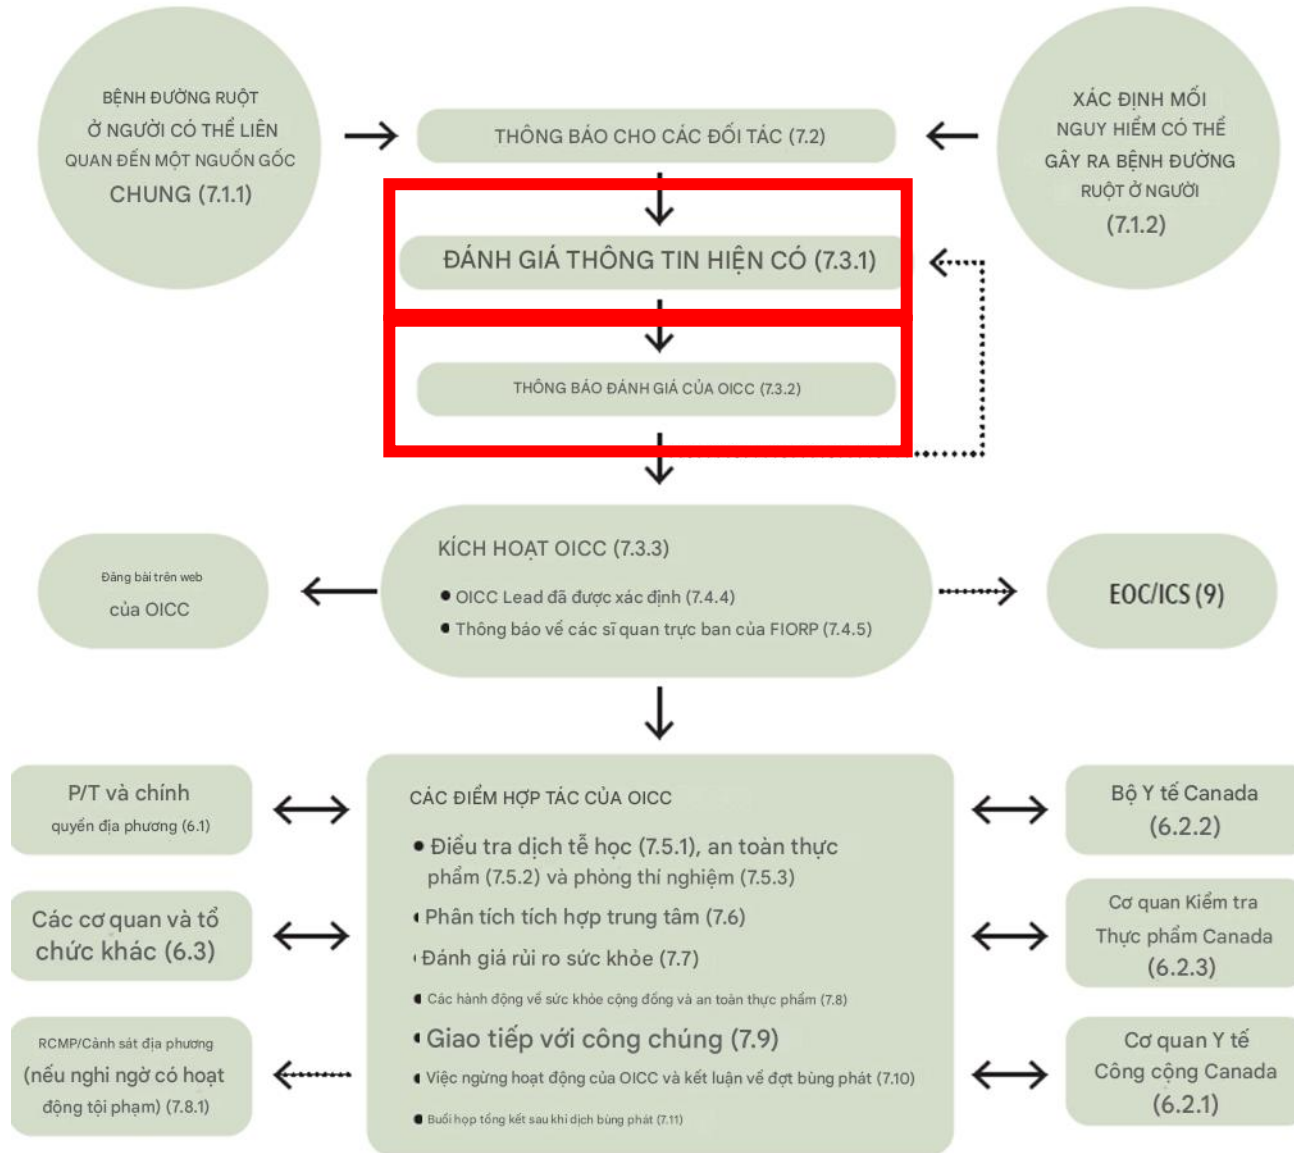 BỆNH ĐƯỜNG RUỘT
Ở NGƯỜI CÓ THỂ LIÊN
QUAN ĐẾN MỘT NGUỒN GỐC
CHUNG (7.1.1)
THÔNG BÁO CHO CÁC ĐỐI TÁC (7.2)
XÁC ĐỊNH MỐI
NGUY HIỂM CÓ THỂ
GÂY RA BỆNH ĐƯỜNG
RUỘT Ở NGƯỜI
(7.1.2)
ĐÁNH GIÁ THÔNG TIN HIỆN CÓ (7.3.1)
THÔNG BÁO ĐÁNH GIÁ CỦA OICC (7.3.2)
Đăng bài trên web
của OICC
KÍCH HOẠT OICC (7.3.3)
• OICC Lead đã được xác định (7.4.4)
• Thông báo về các sĩ quan trực ban của FIORP (7.4.5)
EOC/ICS (9)
P/T và chính
quyền địa phương (6.1)
Các cơ quan và tổ
chức khác (6.3)
RCMP/Cảnh sát địa phương
(nếu nghi ngờ có hoạt
động tội phạm) (7.8.1)
CÁC ĐIỂM HỢP TÁC CỦA OICC
• Điều tra dịch tễ học (7.5.1), an toàn thực
phẩm (7.5.2) và phòng thí nghiệm (7.5.3)
• Phân tích tích hợp trung tâm (7.6)
• Đánh giá rủi ro sức khỏe (7.7)
• Các hành động về sức khỏe cộng đồng và an toàn thực phẩm (7.8)
• Giao tiếp với công chúng (7.9)
• Việc ngừng hoạt động của OICC và kết luận về đợt bùng phát (7.10)
• Buổi họp tổng kết sau khi dịch bùng phát (7.11)
Bộ Y tế Canada
(6.2.2)
Cơ quan Kiểm tra
Thực phẩm Canada
(6.2.3)
Cơ quan Y tế
Công cộng Canada
(6.2.1)